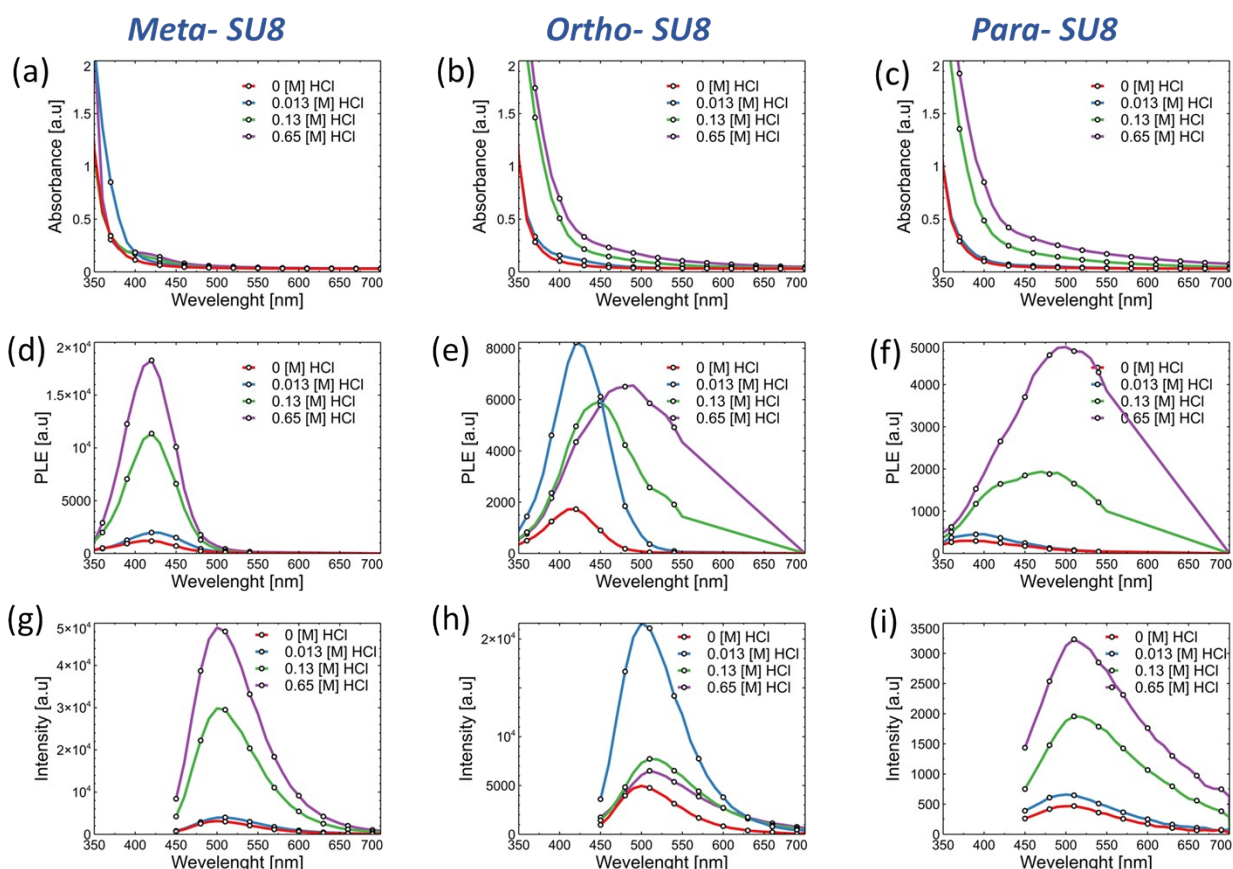 Meta- SU8
Ortho- SU8
Para- SU8
(a)
2
1.5
1
0.5
0
Absorbance [a.u]
0 [M] HCl
0.013 [M] HCl
0.13 [M] HCl
0.65 [M] HCl
350 400 450 500 550 600 650 700
Wavelenght [nm]
(b)
2
1.5
1
0.5
0
Absorbance [a.u]
0 [M] HCl
0.013 [M] HCl
0.13 [M] HCl
0.65 [M] HCl
350 400 450 500 550 600 650 700
Wavelenght [nm]
(c)
2
1.5
1
0.5
0
Absorbance [a.u]
0 [M] HCl
0.013 [M] HCl
0.13 [M] HCl
0.65 [M] HCl
350 400 450 500 550 600 650 700
Wavelenght [nm]
(d)
2×10⁴
1.5×10⁴
10⁴
5000
0
PLE [a.u]
0 [M] HCl
0.013 [M] HCl
0.13 [M] HCl
0.65 [M] HCl
350 400 450 500 550 600 650 700
Wavelenght [nm]
(e)
8000
6000
4000
2000
0
PLE [a.u]
0 [M] HCl
0.013 [M] HCl
0.13 [M] HCl
0.65 [M] HCl
350 400 450 500 550 600 650 700
Wavelenght [nm]
(f)
5000
4000
3000
2000
1000
0
PLE [a.u]
0 [M] HCl
0.013 [M] HCl
0.13 [M] HCl
0.65 [M] HCl
350 400 450 500 550 600 650 700
Wavelenght [nm]
(g)
5×10⁴
4×10⁴
3×10⁴
2×10⁴
10⁴
0
Intensity [a.u]
0 [M] HCl
0.013 [M] HCl
0.13 [M] HCl
0.65 [M] HCl
350 400 450 500 550 600 650 700
Wavelenght [nm]
(h)
2×10⁴
10⁴
5000
0
Intensity [a.u]
0 [M] HCl
0.013 [M] HCl
0.13 [M] HCl
0.65 [M] HCl
350 400 450 500 550 600 650 700
Wavelenght [nm]
(i)
3500
3000
2500
2000
1500
1000
500
0
Intensity [a.u]
0 [M] HCl
0.013 [M] HCl
0.13 [M] HCl
0.65 [M] HCl
350 400 450 500 550 600 650 700
Wavelenght [nm]